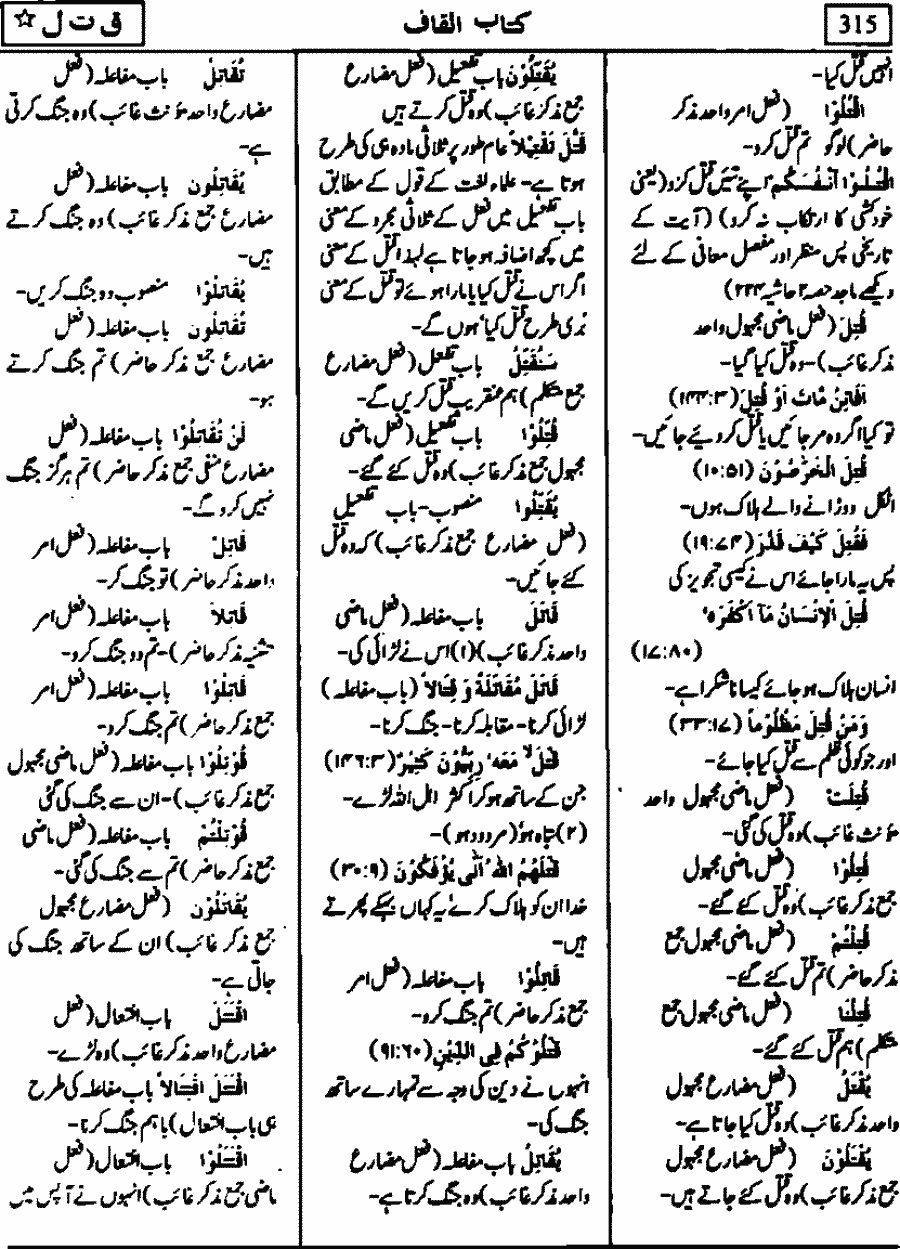 315
کتاب القاف
ق ت ل ☆
انہیں قتل کیا-
اقْتُلُوْا (فعل امر واحد مذکر
حاضر) لوگو تم قتل کرو-
اقْتُلُوْا اَنْفُسَکُمْ اپنے تئیں قتل کرو (یعنی
خودکشی کا ارتکاب نہ کرو) (آیت کے
تاریخی پس منظر اور مفصل معانی کے لئے
دیکھے ماجد حصہ ۲ حاشیہ ۲۳۴)
قُتِلَ (فعل ماضی مجہول واحد
مذکر غائب)-وہ قتل کیا گیا-
اَفَائِنْ مَّاتَ اَوْ قُتِلَ (۱۴۴:۳)
تو کیا اگر وہ مر جائیں یا قتل کر دیے جائیں-
قُتِلَ الْخَرّٰصُوْنَ (۱۰:۵۱)
اٹکل دوڑانے والے ہلاک ہوں-
فَقُتِلَ کَیْفَ قَدَّرَ (۱۹:۷۴)
پس یہ مارا جائے اس نے کیسی تجویز کی
قُتِلَ الْاِنْسَانُ مَآ اَکْفَرَہٗ
(۱۷:۸۰)
انسان ہلاک ہو جائے کیسا ناشکرا ہے-
وَمَنْ قُتِلَ مَظْلُوْماً (۳۳:۱۷)
اور جو کوئی ظلم سے قتل کیا جائے-
قُتِلَتْ (فعل ماضی مجہول واحد
مؤنث غائب) وہ قتل کی گئی-
قُتِلُوْا (فعل ماضی مجہول
جمع مذکر غائب) وہ قتل کئے گئے-
قُتِلْتُمْ (فعل ماضی مجہول جمع
مذکر حاضر) تم قتل کئے گئے-
قُتِلْنَا (فعل ماضی مجہول جمع
متکلم) ہم قتل کئے گئے-
یُقْتَلُ (فعل مضارع مجہول
واحد مذکر غائب) وہ قتل کیا جاتا ہے-
یُقْتَلُوْنَ (فعل مضارع مجہول
جمع مذکر غائب) وہ قتل کئے جاتے ہیں-
یُقَتِّلُوْنَ باب تفعیل (فعل مضارع
جمع مذکر غائب) وہ قتل کرتے ہیں
قَتَّلَ تَقْتِیْلاً عام طور پر ثلاثی مادہ ہی کی طرح
ہوتا ہے- علماء لغت کے قول کے مطابق
باب تفعیل میں فعل کے ثلاثی مجرد کے معنی
میں کچھ اضافہ ہو جاتا ہے لہذا قتل کے معنی
اگر اس نے قتل کیا یا مارا ہوئے تو قتّل کے معنی
بُری طرح قتل کیا' ہوں گے-
سَنُقَتِّلُ باب تفعیل (فعل مضارع
جمع متکلم) ہم عنقریب قتل کریں گے-
قُتِّلُوْا باب تفعیل (فعل ماضی
مجہول جمع مذکر غائب) وہ قتل کئے گئے-
یُقَتَّلُوْا منصوب-باب تفعیل
(فعل مضارع جمع مذکر غائب) کہ وہ قتل
کئے جائیں-
قَاتَلَ باب مفاعلہ (فعل ماضی
واحد مذکر غائب) (۱) اس نے لڑائی کی-
قَاتَلَ مُقَاتَلَةً وَ قِتَالاً (باب مفاعلہ)
لڑائی کرنا- مقابلہ کرنا- جنگ کرنا-
قٰتَلَ لا مَعَہٗ رِبِّیُّوْنَ کَثِیْرٌ (۱۴۶:۳)
جن کے ساتھ ہو کر اکثر اہل اللہ لڑے-
(۲) تباہ ہو' (مردود ہو)-
قٰتَلَهُمُ اللّٰهُ اَنّٰی یُؤْفَکُوْنَ (۳۰:۹)
خدا ان کو ہلاک کرے' یہ کہاں بہکے پھرتے
ہیں-
قَاتِلُوْا باب مفاعلہ (فعل امر
جمع مذکر حاضر) تم جنگ کرو-
قٰتَلُوْکُمْ فِی الدِّیْنِ (۹:۶۰)
انہوں نے دین کی وجہ سے تمہارے ساتھ
جنگ کی-
یُقَاتِلُ باب مفاعلہ (فعل مضارع
واحد مذکر غائب) وہ جنگ کرتا ہے-
تُقَاتِلُ باب مفاعلہ (فعل
مضارع واحد مؤنث غائب) وہ جنگ کرتی
ہے-
یُقَاتِلُون باب مفاعلہ (فعل
مضارع جمع مذکر غائب) وہ جنگ کرتے
ہیں-
یُقَاتِلُوْا منصوب وہ جنگ کریں-
تُقَاتِلُون باب مفاعلہ (فعل
مضارع جمع مذکر حاضر) تم جنگ کرتے
ہو-
لَنْ تُقَاتِلُوْا باب مفاعلہ (فعل
مضارع منفی جمع مذکر حاضر) تم ہرگز جنگ
نہیں کرو گے-
قَاتِلْ باب مفاعلہ (فعل امر
واحد مذکر حاضر) تو جنگ کر-
قَاتِلاَ باب مفاعلہ (فعل امر
تثنیہ مذکر حاضر)-تم دو جنگ کرو-
قَاتِلُوْا باب مفاعلہ (فعل امر
جمع مذکر حاضر) تم جنگ کرو-
قُوْتِلُوْا باب مفاعلہ (فعل ماضی مجہول
جمع مذکر غائب)-ان سے جنگ کی گئی
قُوْتِلْتُمْ باب مفاعلہ (فعل ماضی
جمع مذکر حاضر) تم سے جنگ کی گئی-
یُقَاتَلُوْن (فعل مضارع مجہول
جمع مذکر غائب) ان کے ساتھ جنگ کی
جاتی ہے-
اقْتَتَلَ باب افتعال (فعل
مضارع واحد مذکر غائب) وہ لڑے-
اقْتَتَلَ اقْتِتَالاً باب مفاعلہ کی طرح
ہی باب افتعال) باہم جنگ کرنا-
اقْتَتَلُوْا باب افتعال (فعل
ماضی جمع مذکر غائب) انہوں نے آپس میں